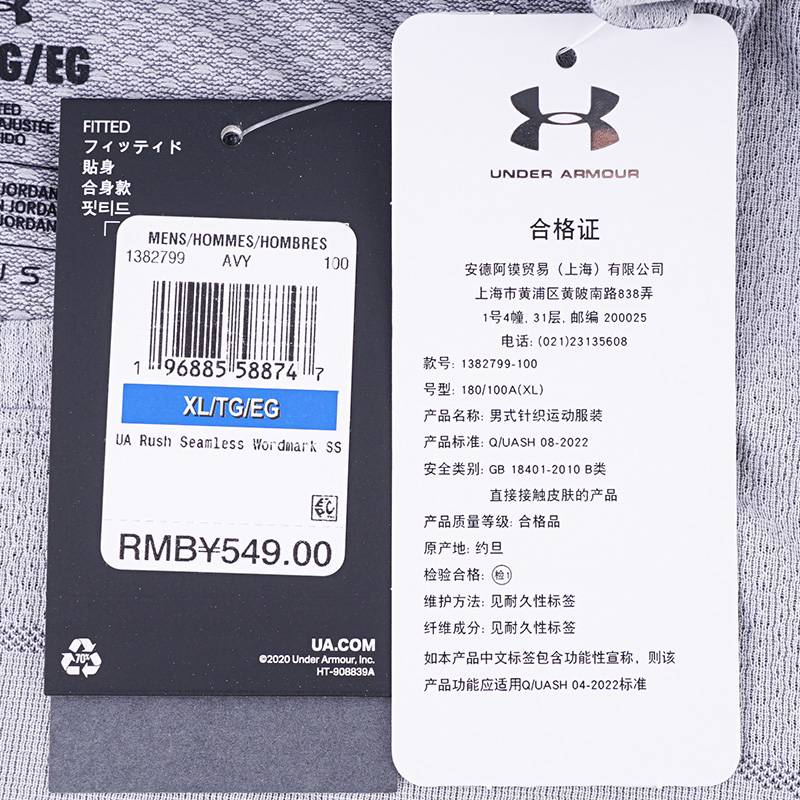 G/EG
AJUSTÉE
JORDAN
JORDA
JORDAN
U S
FITTED
フィッティド
貼身
合身款
핏티드
MENS/HOMMES/HOMBRES
1382799 AVY 100
1 96885 58874 7
XL/TG/EG
UA Rush Seamless Wordmark SS
RMB¥549.00
70%
UA.COM
©2020 Under Armour, Inc.
HT-908839A
UNDER ARMOUR
合格证
安德阿镆贸易（上海）有限公司
上海市黄浦区黄陂南路838弄
1号4幢, 31层, 邮编 200025
电话: (021)23135608
款号: 1382799-100
号型: 180/100A(XL)
产品名称: 男式针织运动服装
产品标准: Q/UASH 08-2022
安全类别: GB 18401-2010 B类
直接接触皮肤的产品
产品质量等级: 合格品
原产地: 约旦
检验合格: 检1
维护方法: 见耐久性标签
纤维成分: 见耐久性标签
如本产品中文标签包含功能性宣称, 则该
产品功能应适用Q/UASH 04-2022标准